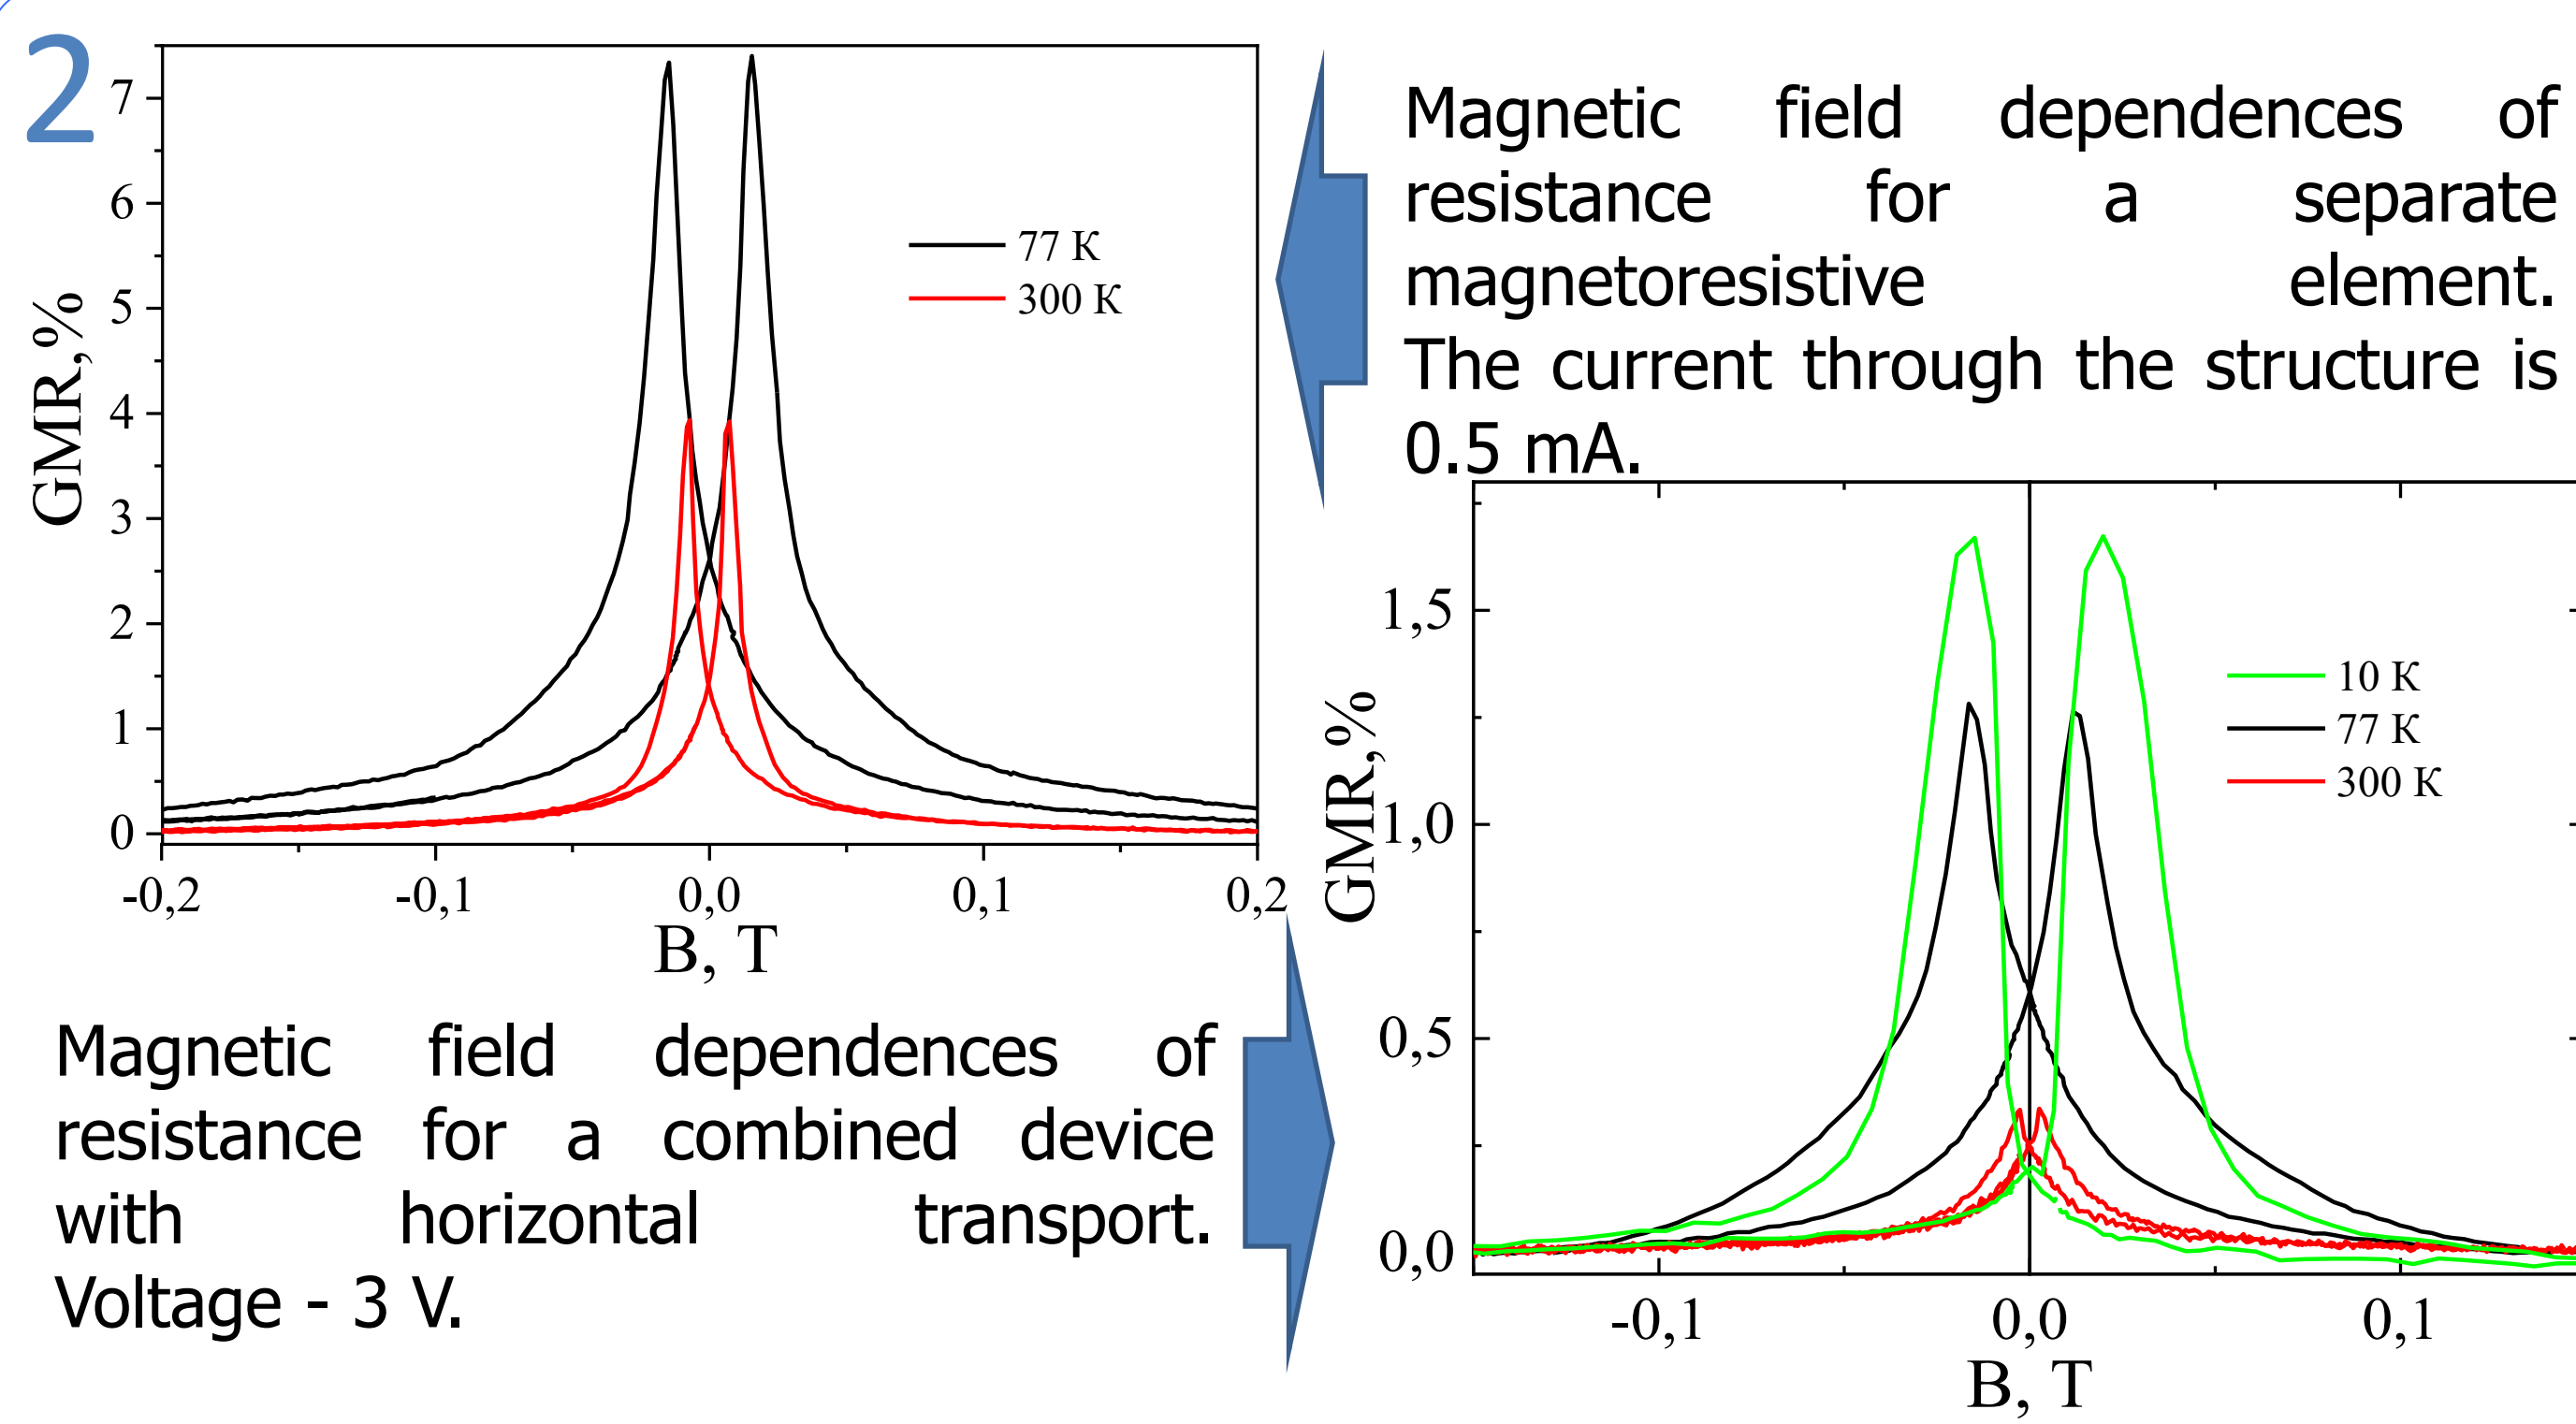 2
7
6
5
4
3
2
1
0
GMR,%
77 K
300 K
-0,2
-0,1
0,0
0,1
0,2
B, T
Magnetic field dependences of
resistance for a separate
magnetoresistive element.
The current through the structure is
0.5 mA.
Magnetic field dependences of
resistance for a combined device
with horizontal transport.
Voltage - 3 V.
1,5
1,0
0,5
0,0
GMR,%
10 K
77 K
300 K
-0,1
0,0
0,1
B, T